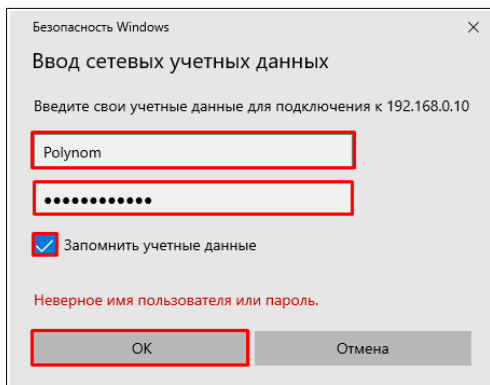 Безопасность Windows
Ввод сетевых учетных данных
Введите свои учетные данные для подключения к 192.168.0.10
Polynom
●●●●●●●●●●●●
Запомнить учетные данные
Неверное имя пользователя или пароль.
ОК
Отмена